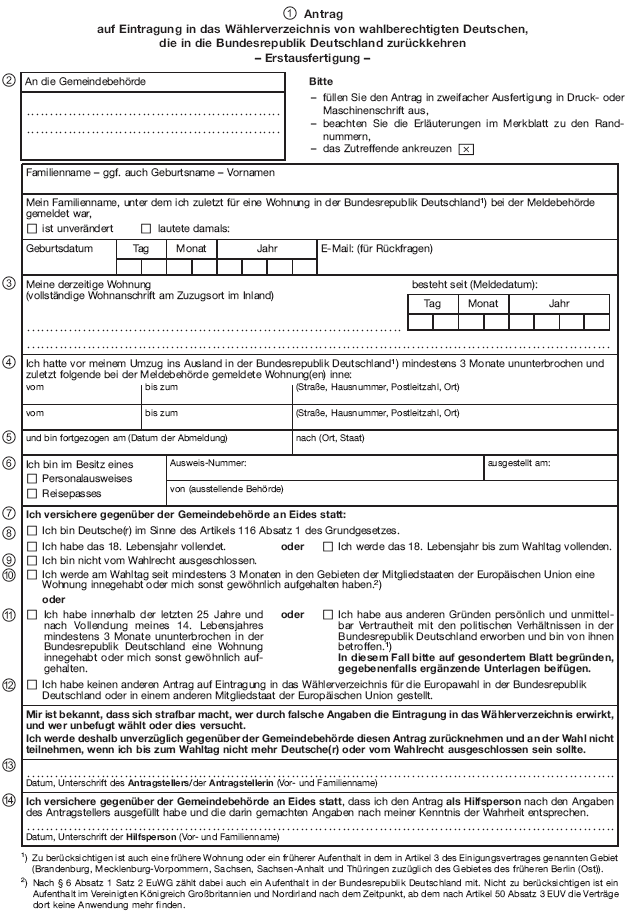 ① Antrag
auf Eintragung in das Wählerverzeichnis von wahlberechtigten Deutschen,
die in die Bundesrepublik Deutschland zurückkehren
– Erstausfertigung –
② An die Gemeindebehörde
Bitte
– füllen Sie den Antrag in zweifacher Ausfertigung in Druck- oder
Maschinenschrift aus,
– beachten Sie die Erläuterungen im Merkblatt zu den Rand-
nummern,
– das Zutreffende ankreuzen ☒
Familienname – ggf. auch Geburtsname – Vornamen
Mein Familienname, unter dem ich zuletzt für eine Wohnung in der Bundesrepublik Deutschland¹) bei der Meldebehörde
gemeldet war,
☐ ist unverändert ☐ lautete damals:
Geburtsdatum Tag Monat Jahr E-Mail: (für Rückfragen)
③ Meine derzeitige Wohnung besteht seit (Meldedatum):
(vollständige Wohnanschrift am Zuzugsort im Inland)
Tag Monat Jahr
④ Ich hatte vor meinem Umzug ins Ausland in der Bundesrepublik Deutschland¹) mindestens 3 Monate ununterbrochen und
zuletzt folgende bei der Meldebehörde gemeldete Wohnung(en) inne:
vom bis zum (Straße, Hausnummer, Postleitzahl, Ort)
vom bis zum (Straße, Hausnummer, Postleitzahl, Ort)
⑤ und bin fortgezogen am (Datum der Abmeldung) nach (Ort, Staat)
⑥ Ich bin im Besitz eines Ausweis-Nummer: ausgestellt am:
☐ Personalausweises
☐ Reisepasses von (ausstellende Behörde)
⑦ Ich versichere gegenüber der Gemeindebehörde an Eides statt:
⑧ ☐ Ich bin Deutsche(r) im Sinne des Artikels 116 Absatz 1 des Grundgesetzes.
☐ Ich habe das 18. Lebensjahr vollendet. oder ☐ Ich werde das 18. Lebensjahr bis zum Wahltag vollenden.
⑨ ☐ Ich bin nicht vom Wahlrecht ausgeschlossen.
⑩ ☐ Ich werde am Wahltag seit mindestens 3 Monaten in den Gebieten der Mitgliedstaaten der Europäischen Union eine
Wohnung innegehabt oder mich sonst gewöhnlich aufgehalten haben.²)
oder
⑪ ☐ Ich habe innerhalb der letzten 25 Jahre und
nach Vollendung meines 14. Lebensjahres
mindestens 3 Monate ununterbrochen in der
Bundesrepublik Deutschland eine Wohnung
innegehabt oder mich sonst gewöhnlich auf-
gehalten.
oder
☐ Ich habe aus anderen Gründen persönlich und unmittel-
bar Vertrautheit mit den politischen Verhältnissen in der
Bundesrepublik Deutschland erworben und bin von ihnen
betroffen.¹)
In diesem Fall bitte auf gesondertem Blatt begründen,
gegebenenfalls ergänzende Unterlagen beifügen.
⑫ ☐ Ich habe keinen anderen Antrag auf Eintragung in das Wählerverzeichnis für die Europawahl in der Bundesrepublik
Deutschland oder in einem anderen Mitgliedstaat der Europäischen Union gestellt.
Mir ist bekannt, dass sich strafbar macht, wer durch falsche Angaben die Eintragung in das Wählerverzeichnis erwirkt,
und wer unbefugt wählt oder dies versucht.
Ich werde deshalb unverzüglich gegenüber der Gemeindebehörde diesen Antrag zurücknehmen und an der Wahl nicht
teilnehmen, wenn ich bis zum Wahltag nicht mehr Deutsche(r) oder vom Wahlrecht ausgeschlossen sein sollte.
⑬
Datum, Unterschrift des Antragstellers/der Antragstellerin (Vor- und Familienname)
⑭ Ich versichere gegenüber der Gemeindebehörde an Eides statt, dass ich den Antrag als Hilfsperson nach den Angaben
des Antragstellers ausgefüllt habe und die darin gemachten Angaben nach meiner Kenntnis der Wahrheit entsprechen.
Datum, Unterschrift der Hilfsperson (Vor- und Familienname)
¹) Zu berücksichtigen ist auch eine frühere Wohnung oder ein früherer Aufenthalt in dem in Artikel 3 des Einigungsvertrages genannten Gebiet
(Brandenburg, Mecklenburg-Vorpommern, Sachsen, Sachsen-Anhalt und Thüringen zuzüglich des Gebietes des früheren Berlin (Ost)).
²) Nach § 6 Absatz 1 Satz 2 EuWG zählt dabei auch ein Aufenthalt in der Bundesrepublik Deutschland mit. Nicht zu berücksichtigen ist ein
Aufenthalt im Vereinigten Königreich Großbritannien und Nordirland nach dem Zeitpunkt, ab dem nach Artikel 50 Absatz 3 EUV die Verträge
dort keine Anwendung mehr finden.